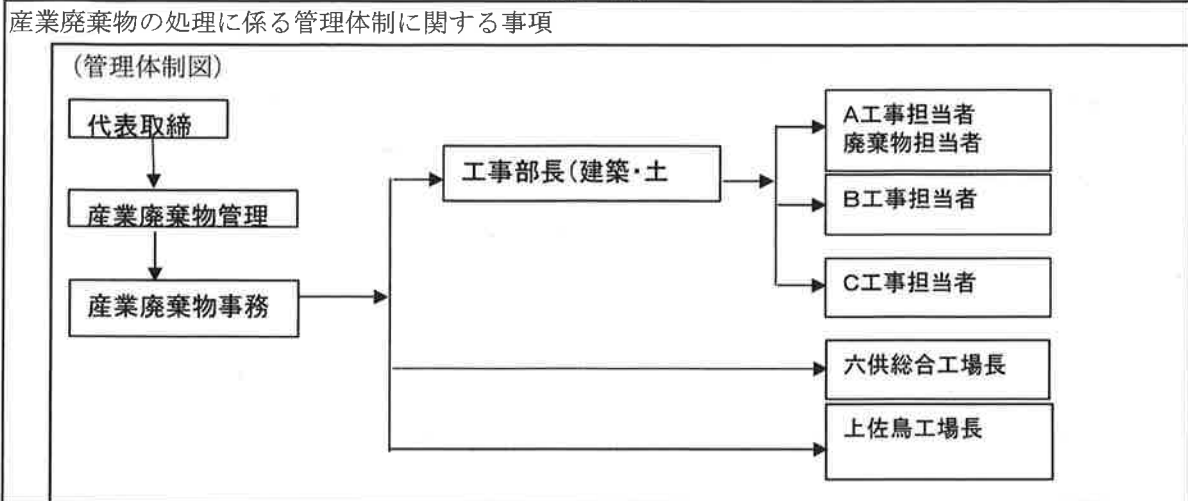 産業廃棄物の処理に係る管理体制に関する事項
（管理体制図）
代表取締
産業廃棄物管理
産業廃棄物事務
工事部長（建築・土
A工事担当者
廃棄物担当者
B工事担当者
C工事担当者
六供総合工場長
上佐鳥工場長